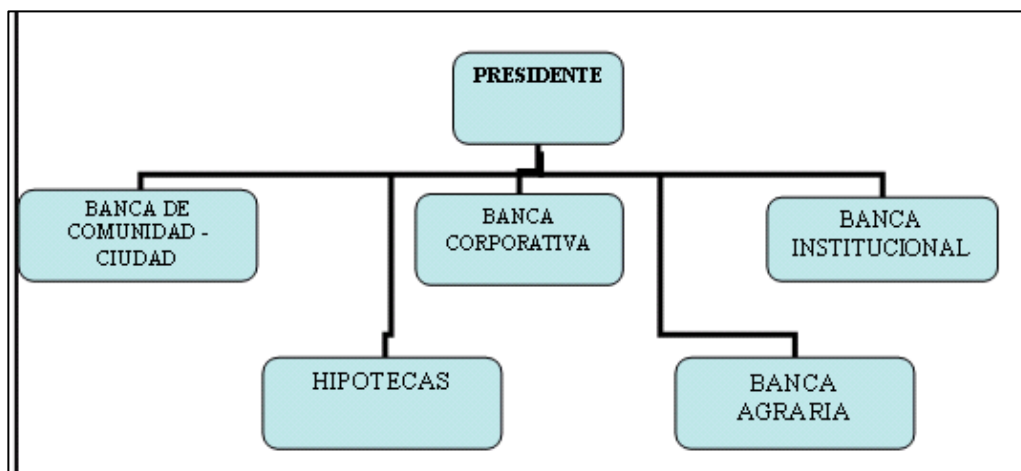 PRESIDENTE
BANCA DE
COMUNIDAD -
CIUDAD
BANCA
CORPORATIVA
BANCA
INSTITUCIONAL
HIPOTECAS
BANCA
AGRARIA